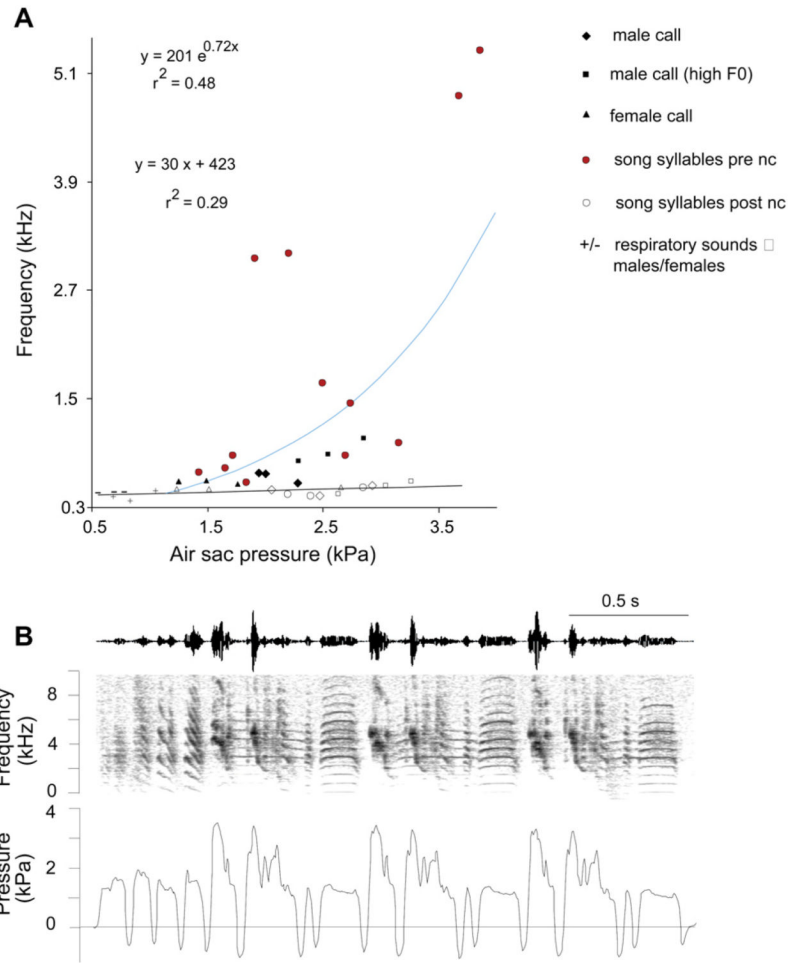 A
y = 201 e^0.72x
r^2 = 0.48
y = 30 x + 423
r^2 = 0.29
Frequency (kHz)
5.1
3.9
2.7
1.5
0.3
0.5
1.5
2.5
3.5
Air sac pressure (kPa)
male call
male call (high F0)
female call
song syllables pre nc
song syllables post nc
+/- respiratory sounds □
males/females
0.5 s
B
Frequency
(kHz)
8
4
0
Pressure
(kPa)
4
2
0